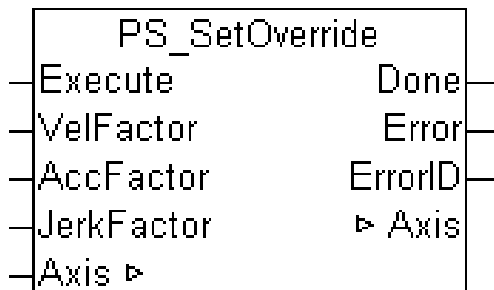 PS_SetOverride
Execute Done
VelFactor Error
AccFactor ErrorID
JerkFactor ▹ Axis
Axis ▹